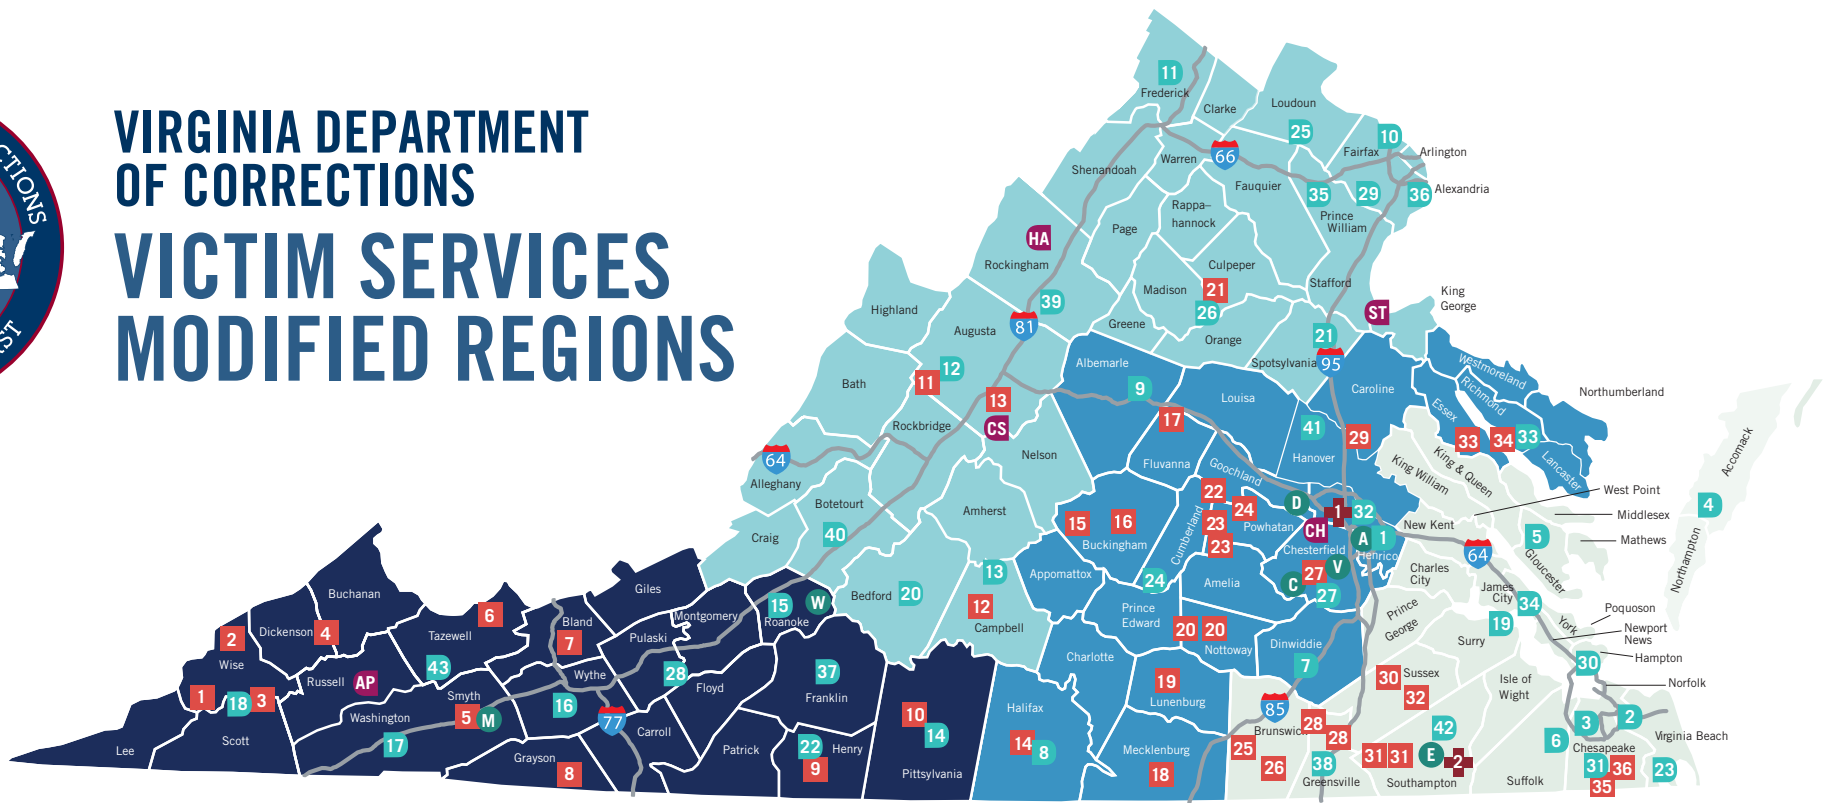 CTIONS
ST
VIRGINIA DEPARTMENT
OF CORRECTIONS
VICTIM SERVICES
MODIFIED REGIONS
11
Frederick
Clarke
Loudoun
25
10
Fairfax
Arlington
Shenandoah
Warren
66
Fauquier
35
29
36
Alexandria
Rappa–
hannock
Prince
William
Page
HA
Rockingham
Culpeper
Madison
21
26
Stafford
King
George
ST
Highland
39
81
Augusta
Greene
Orange
21
Spotsylvania
95
Bath
11
12
13
CS
Albemarle
9
17
Louisa
Caroline
Westmoreland
Richmond
Essex
Northumberland
Rockbridge
Nelson
41
Hanover
29
33
34
33
Lancaster
64
Alleghany
Fluvanna
Goochland
King William
King & Queen
Accomack
Botetourt
Amherst
22
24
D
1
32
West Point
4
Craig
40
15
16
Buckingham
Cumberland
23
23
Powhatan
CH
A
1
New Kent
Middlesex
5
Mathews
Chesterfield
Henrico
64
Gloucester
Northampton
Buchanan
Giles
Bedford
20
13
12
Campbell
Appomattox
24
Amelia
C
27
V
27
Charles
City
James
City
34
Poquoson
2
Dickenson
4
Wise
6
Tazewell
Bland
7
Montgomery
15
W
Roanoke
Pulaski
Prince
Edward
20
20
Nottoway
Prince
George
Surry
19
York
Newport
News
Dinwiddie
7
Hampton
30
Russell
AP
43
Smyth
Wythe
28
Floyd
37
Franklin
Charlotte
19
Lunenburg
30
Sussex
32
Isle of
Wight
Norfolk
1
18
3
Washington
5
M
16
77
Carroll
10
14
Halifax
14
8
85
Brunswick
28
28
42
3
2
Virginia Beach
Lee
Scott
17
Grayson
8
Patrick
22
Henry
9
Pittsylvania
Mecklenburg
18
25
26
38
Greensville
31
31
E
2
Southampton
Suffolk
6
Chesapeake
31
36
35
23